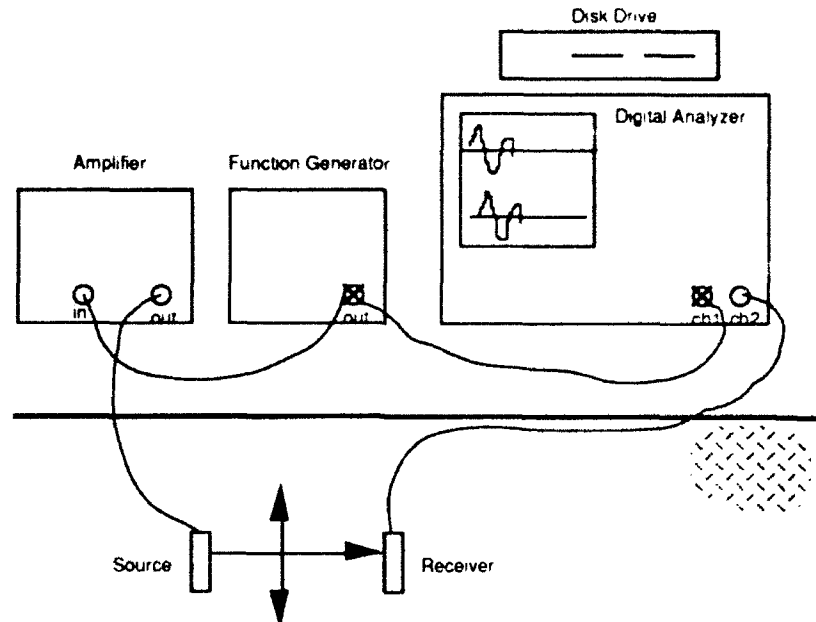 Disk Drive
Digital Analyzer
Amplifier
Function Generator
in
out
out
ch1
ch2
Source
Receiver